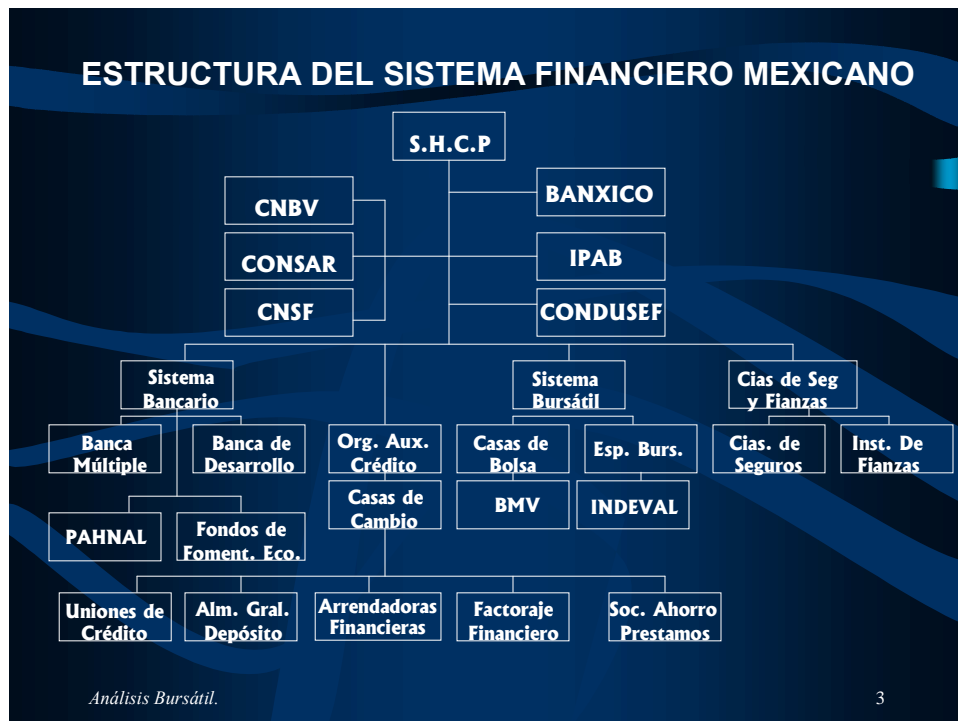 ESTRUCTURA DEL SISTEMA FINANCIERO MEXICANO
S.H.C.P
CNBV
BANXICO
CONSAR
IPAB
CNSF
CONDUSEF
Sistema
Bancario
Sistema
Bursátil
Cias de Seg
y Fianzas
Banca
Múltiple
Banca de
Desarrollo
Org. Aux.
Crédito
Casas de
Bolsa
Esp. Burs.
Cias. de
Seguros
Inst. De
Fianzas
Casas de
Cambio
BMV
INDEVAL
PAHNAL
Fondos de
Foment. Eco.
Uniones de
Crédito
Alm. Gral.
Depósito
Arrendadoras
Financieras
Factoraje
Financiero
Soc. Ahorro
Prestamos
Análisis Bursátil.
3